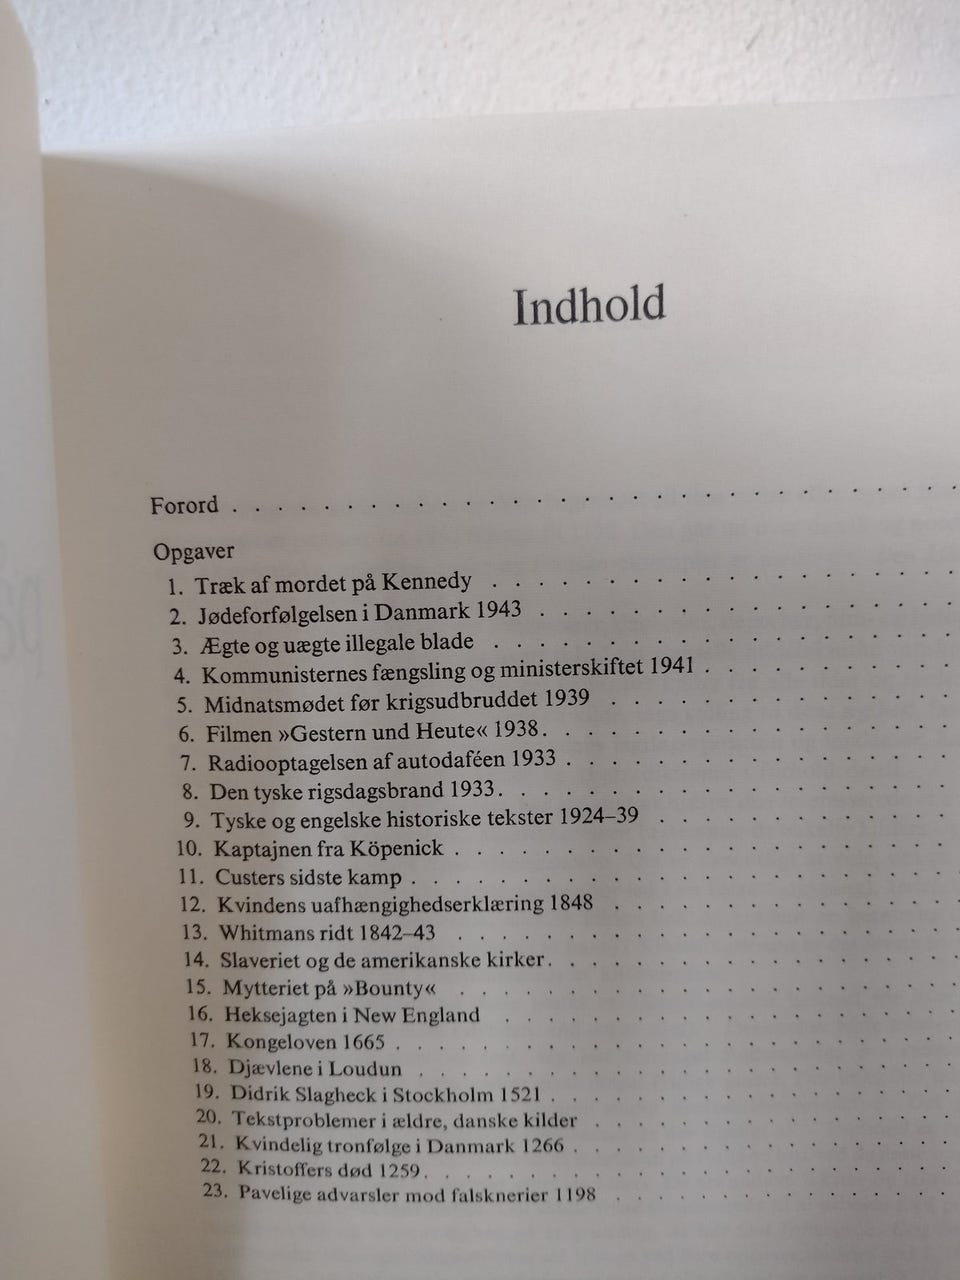 Indhold
Forord . . . . . . . . . . . . . . . . . .
Opgaver
1. Træk af mordet på Kennedy . . . . . . . . . . .
2. Jødeforfølgelsen i Danmark 1943 . . . . . . . . . .
3. Ægte og uægte illegale blade . . . . . . . . . . .
4. Kommunisternes fængsling og ministerskiftet 1941 . . . . . .
5. Midnatsmødet før krigsudbruddet 1939 . . . . . . . .
6. Filmen »Gestern und Heute« 1938. . . . . . . . . .
7. Radiooptagelsen af autodaféen 1933 . . . . . . . . .
8. Den tyske rigsdagsbrand 1933. . . . . . . . . . .
9. Tyske og engelske historiske tekster 1924–39 . . . . . . .
10. Kaptajnen fra Köpenick . . . . . . . . . . . .
11. Custers sidste kamp . . . . . . . . . . . . .
12. Kvindens uafhængighedserklæring 1848 . . . . . . . .
13. Whitmans ridt 1842–43 . . . . . . . . . . . .
14. Slaveriet og de amerikanske kirker. . . . . . . . . .
15. Mytteriet på »Bounty« . . . . . . . . . . . .
16. Heksejagten i New England . . . . . . . . . . .
17. Kongeloven 1665 . . . . . . . . . . . . . .
18. Djævlene i Loudun . . . . . . . . . . . . .
19. Didrik Slagheck i Stockholm 1521 . . . . . . . . . .
20. Tekstproblemer i ældre, danske kilder . . . . . . . . .
21. Kvindelig tronfølge i Danmark 1266 . . . . . . . . .
22. Kristoffers død 1259. . . . . . . . . . . . .
23. Pavelige advarsler mod falsknerier 1198 . . . . . . . .